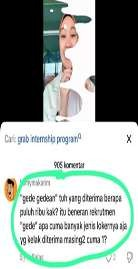 Cari: grab internship program
905 komentar
"gede gedean" tuh yang diterima berapa
puluh ribu kak? itu beneran rekrutmen
"gede" apa cuma banyak jenis lokernya aja
yg kelak diterima masing2 cuma 1?